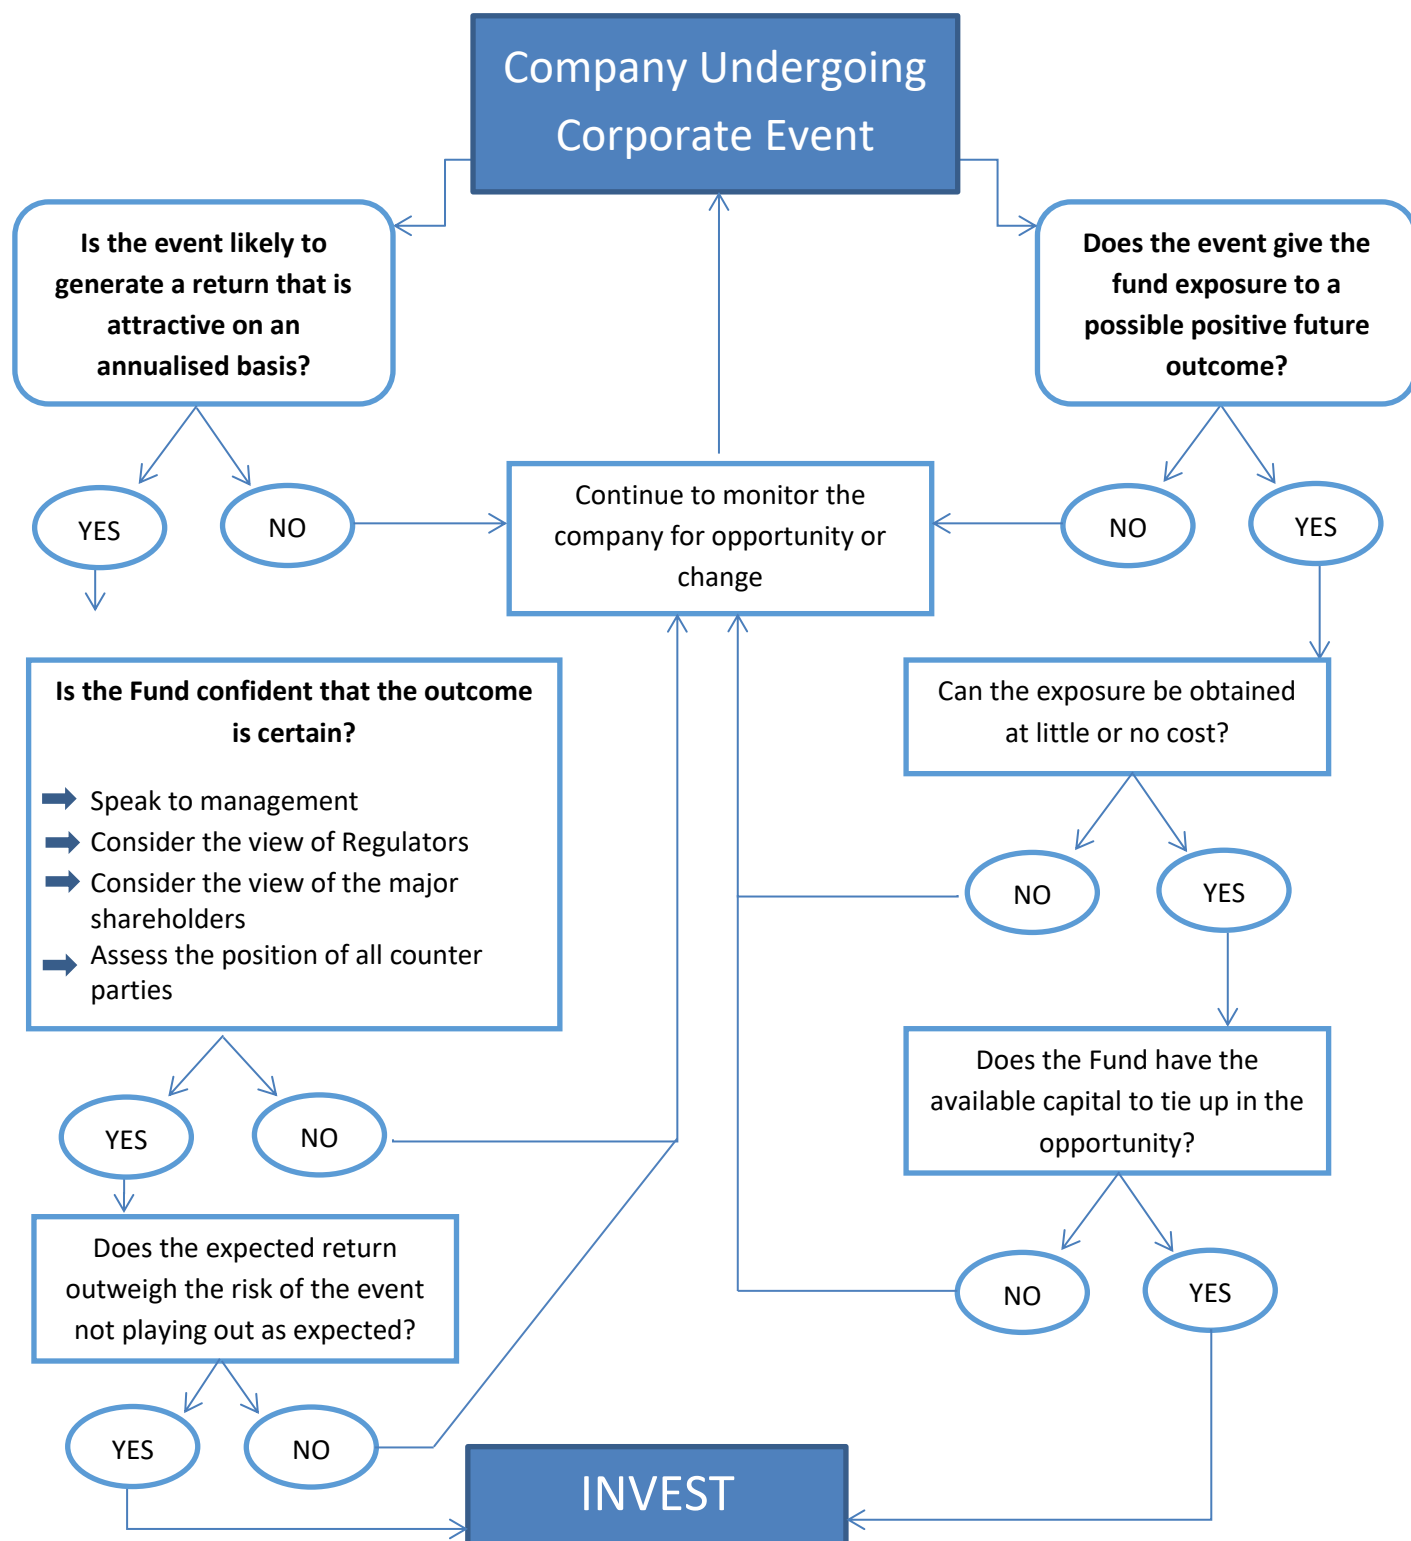 Company Undergoing
Corporate Event
Is the event likely to
generate a return that is
attractive on an
annualised basis?
Does the event give the
fund exposure to a
possible positive future
outcome?
YES
NO
Continue to monitor the
company for opportunity or
change
NO
YES
Is the Fund confident that the outcome
is certain?
Speak to management
Consider the view of Regulators
Consider the view of the major
shareholders
Assess the position of all counter
parties
Can the exposure be obtained
at little or no cost?
NO
YES
Does the Fund have the
available capital to tie up in the
opportunity?
YES
NO
Does the expected return
outweigh the risk of the event
not playing out as expected?
NO
YES
YES
NO
INVEST